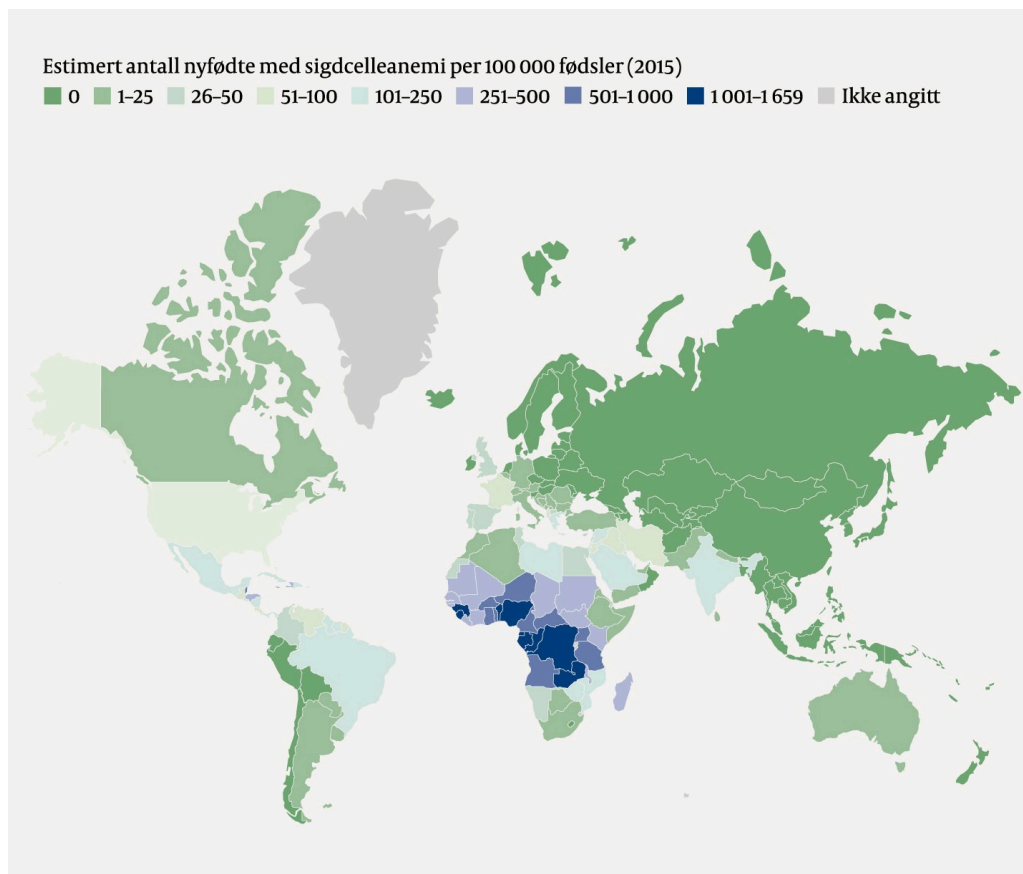 Estimert antall nyfødte med sigdcelleanemi per 100 000 fødsler (2015)
0 1–25 26–50 51–100 101–250 251–500 501–1 000 1 001–1 659 Ikke angitt